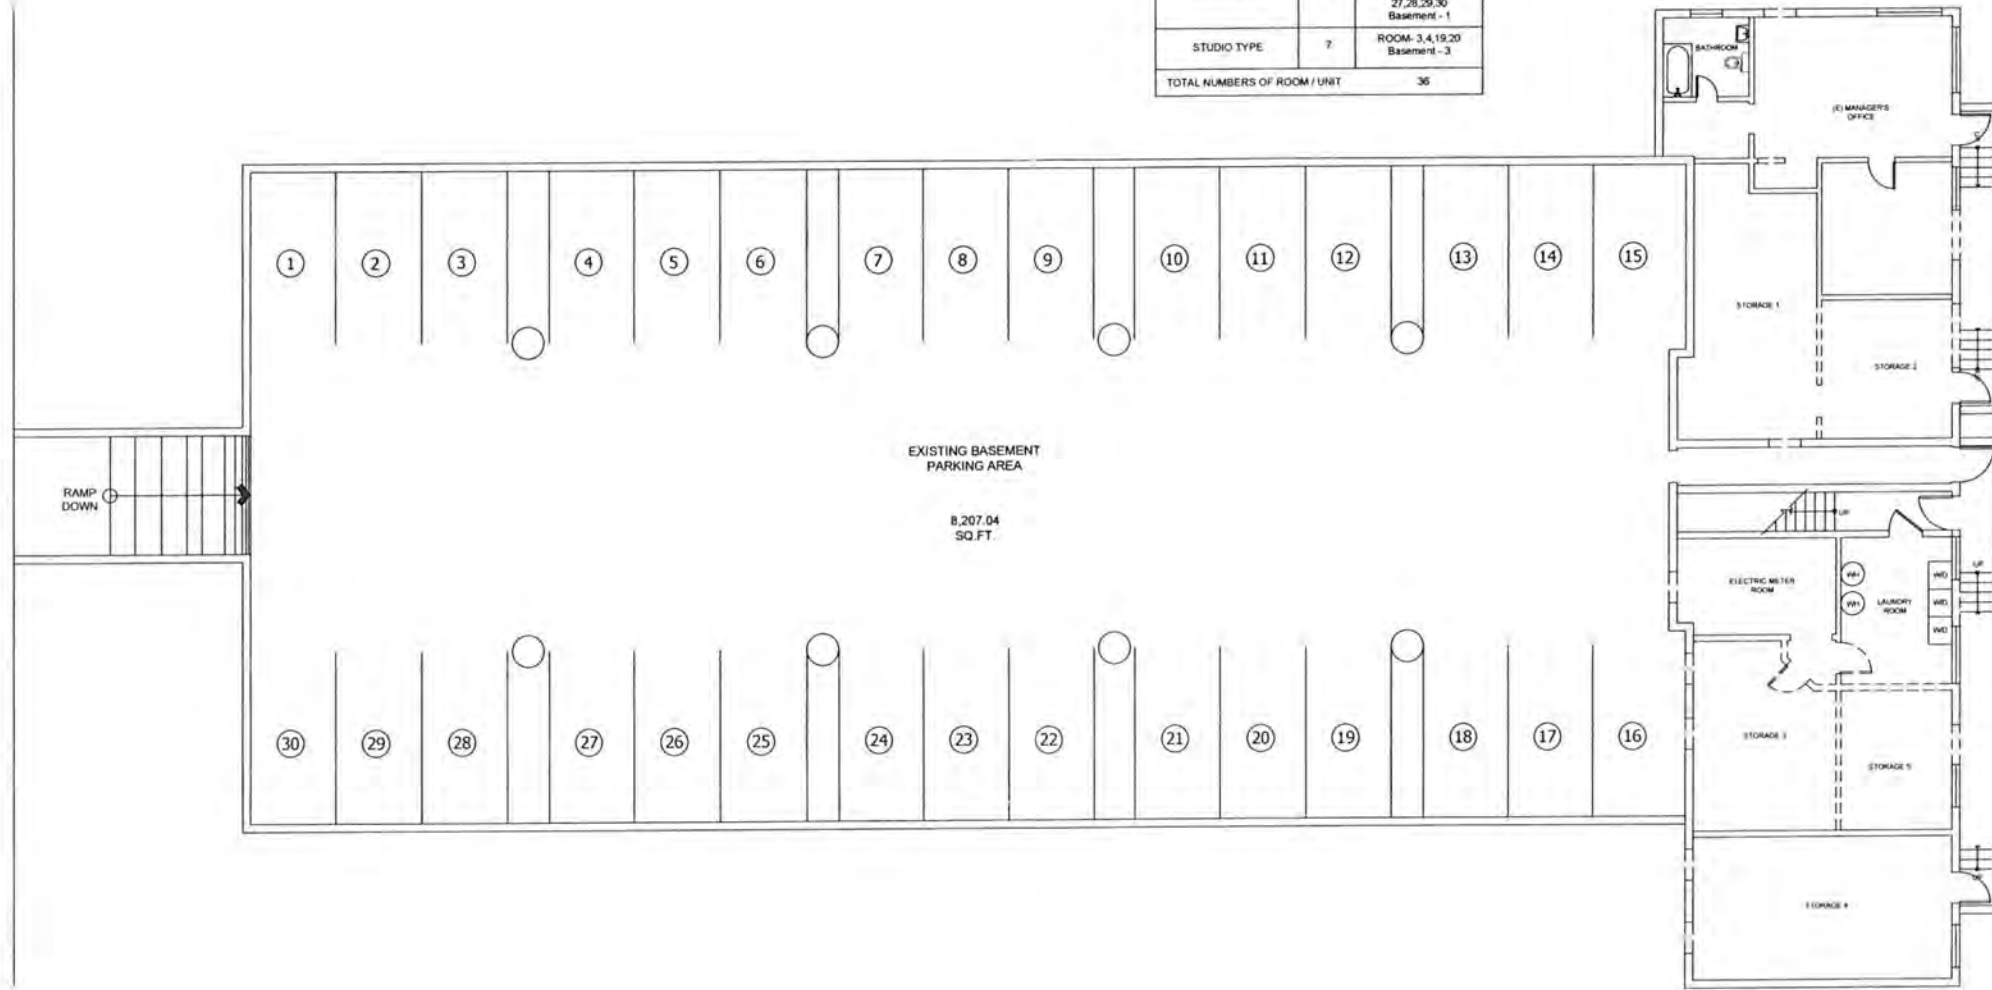 27,28,29,30
Basement - 1
STUDIO TYPE
7
ROOM- 3,4,19,20
Basement - 3
TOTAL NUMBERS OF ROOM / UNIT
36
BATHROOM
(E) MANAGER'S
OFFICE
1
2
3
4
5
6
7
8
9
10
11
12
13
14
15
STORAGE 1
STORAGE 2
EXISTING BASEMENT
PARKING AREA
8,207.04
SQ.FT.
RAMP
DOWN
UP
ELECTRIC METER
ROOM
WH
WH
LAUNDRY
ROOM
W/D
W/D
W/D
UP
30
29
28
27
26
25
24
23
22
21
20
19
18
17
16
STORAGE 3
STORAGE 5
STORAGE 4
UP